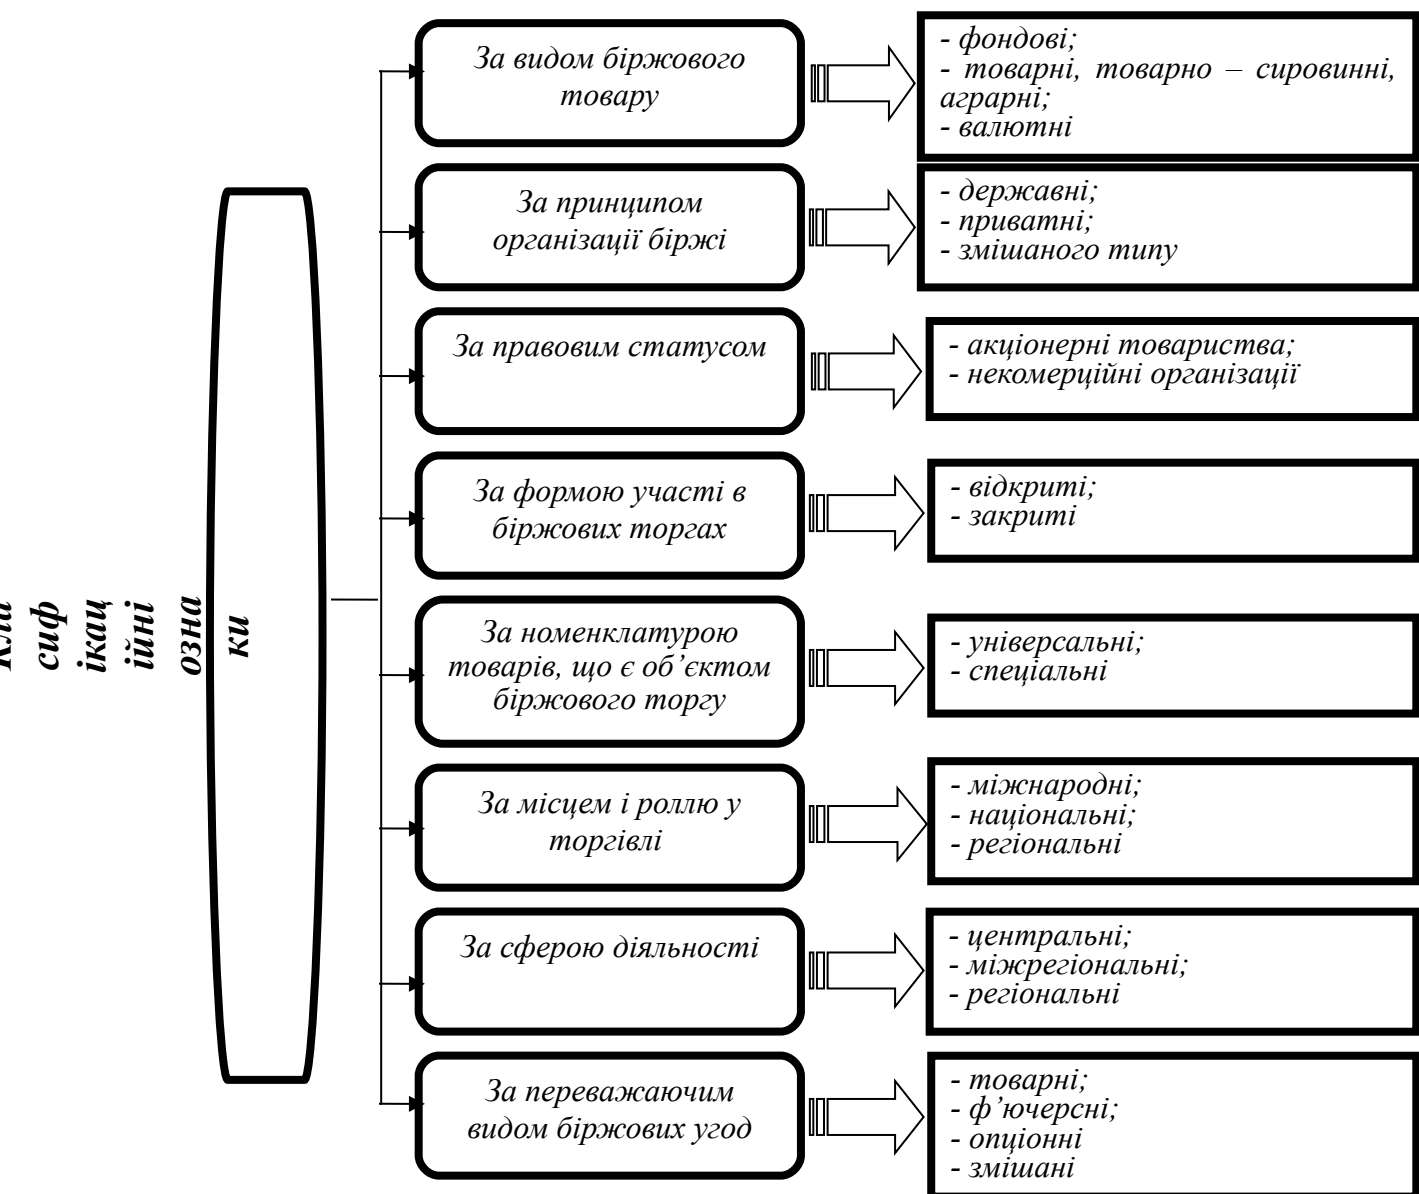 Кла
сиф
ікац
ійні
озна
ки
За видом біржового
товару
- фондові;
- товарні, товарно – сировинні,
аграрні;
- валютні
За принципом
організації біржі
- державні;
- приватні;
- змішаного типу
За правовим статусом
- акціонерні товариства;
- некомерційні організації
За формою участі в
біржових торгах
- відкриті;
- закриті
За номенклатурою
товарів, що є об’єктом
біржового торгу
- універсальні;
- спеціальні
За місцем і роллю у
торгівлі
- міжнародні;
- національні;
- регіональні
За сферою діяльності
- центральні;
- міжрегіональні;
- регіональні
За переважаючим
видом біржових угод
- товарні;
- ф’ючерсні;
- опціонні
- змішані